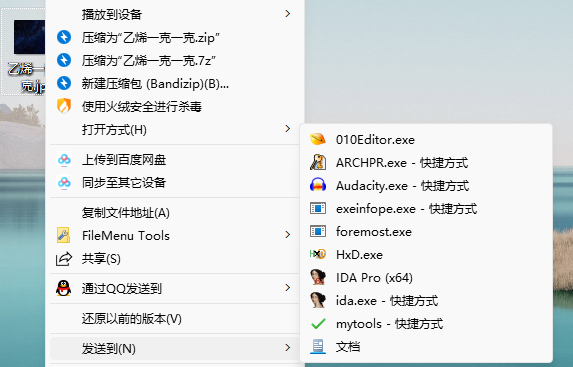 播放到设备
压缩为“乙烯一克一克.zip”
压缩为“乙烯一克一克.7z”
新建压缩包 (Bandizip)(B)...
使用火绒安全进行杀毒
打开方式(H)
上传到百度网盘
同步至其它设备
复制文件地址(A)
FileMenu Tools
共享(S)
通过QQ发送到
还原以前的版本(V)
发送到(N)
乙烯一
克.jp
010Editor.exe
ARCHPR.exe - 快捷方式
Audacity.exe - 快捷方式
exeinfope.exe - 快捷方式
foremost.exe
HxD.exe
IDA Pro (x64)
ida.exe - 快捷方式
mytools - 快捷方式
文档